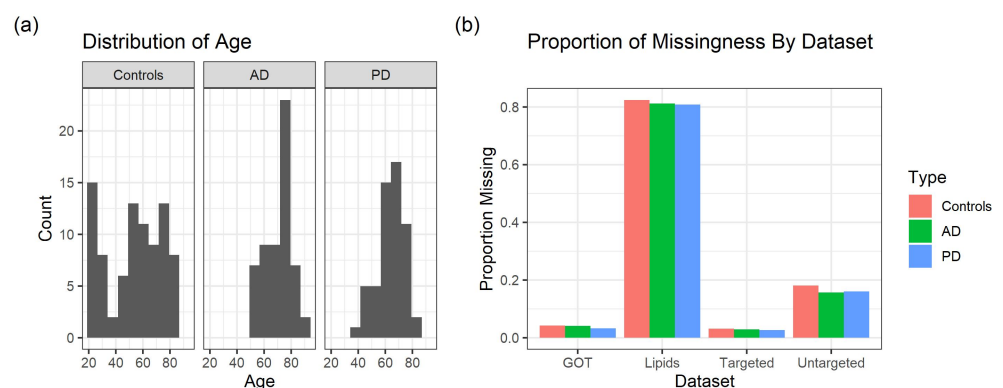 (a)
Distribution of Age
Controls AD PD
20
15
10
5
0
Count
20 40 60 80 20 40 60 80 20 40 60 80
Age
(b)
Proportion of Missingness By Dataset
0.8
0.6
0.4
0.2
0.0
Proportion Missing
GOT Lipids Targeted Untargeted
Dataset
Type
Controls
AD
PD